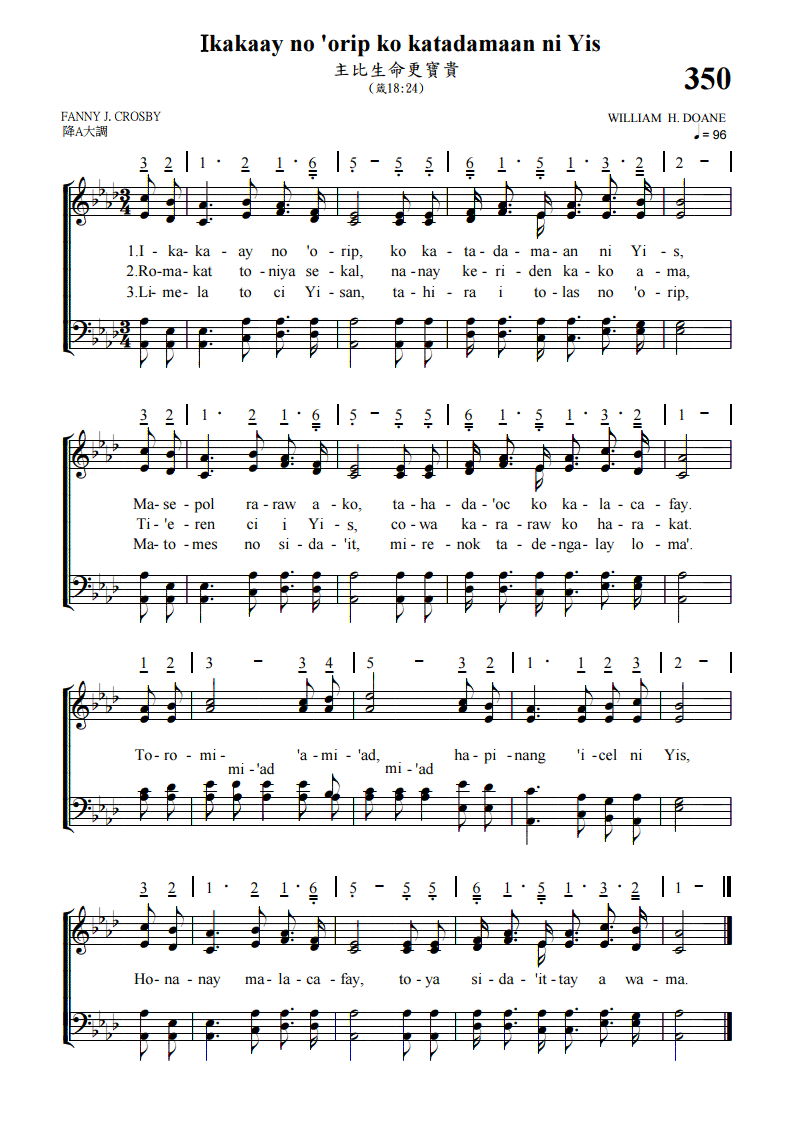 Ikakaay no 'orip ko katadamaan ni Yis
主比生命更寶貴
(箴18:24)
350
FANNY J. CROSBY
WILLIAM H. DOANE
降A大調
♩= 96
3 2 | 1 · 2 1 · 6 | 5 – 5 5 | 6 · 1 · 5 1 · 3 · 2 | 2 –
3/4
1.I - ka-ka - ay no 'o-rip, ko ka - ta-da - ma-an ni Yi - s,
2.Ro-ma-kat to-niya se-kal, na-nay ke - ri - den ka-ko a - ma,
3.Li-me-la to ci Yi-san, ta-hi-ra i to-las no 'o-rip,
3/4
3 2 | 1 · 2 1 · 6 | 5 – 5 5 | 6 · 1 · 5 1 · 3 · 2 | 1 –
Ma-se-pol ra-raw a-ko, ta-ha-da-'oc ko ka-la-ca-fay.
Ti-'e-ren ci i Yi-s, co-wa ka-ra-raw ko ha-ra-kat.
Ma-to-mes no si-da-'it, mi-re-nok ta-de-nga-lay lo-ma'.
1 2 | 3 – 3 4 | 5 – 3 2 | 1 · 1 2 3 | 2 –
To-ro-mi- 'a-mi-'ad, ha-pi-nang 'i-cel ni Yis,
mi-'ad mi-'ad
3 2 | 1 · 2 1 · 6 | 5 – 5 5 | 6 · 1 · 5 1 · 3 · 2 | 1 –
Ho-na-nay ma-la-ca-fay, to-ya si-da-'it-tay a wa-ma.